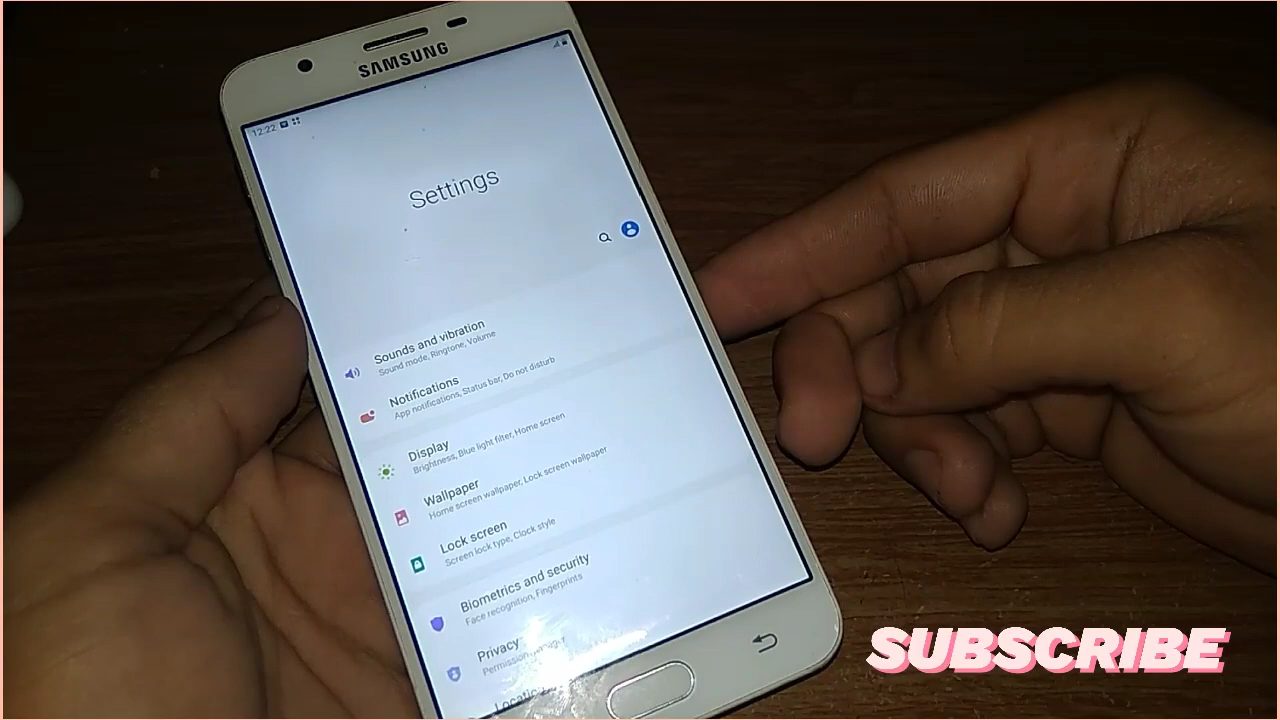 SAMSUNG
12:22
Settings
Sounds and vibration
Sound mode, Ringtone, Volume
Notifications
App notifications, Status bar, Do not disturb
Display
Brightness, Blue light filter, Home screen
Wallpaper
Home screen wallpaper, Lock screen wallpaper
Lock screen
Screen lock type, Clock style
Biometrics and security
Face recognition, Fingerprints
Privacy
Location
SUBSCRIBE